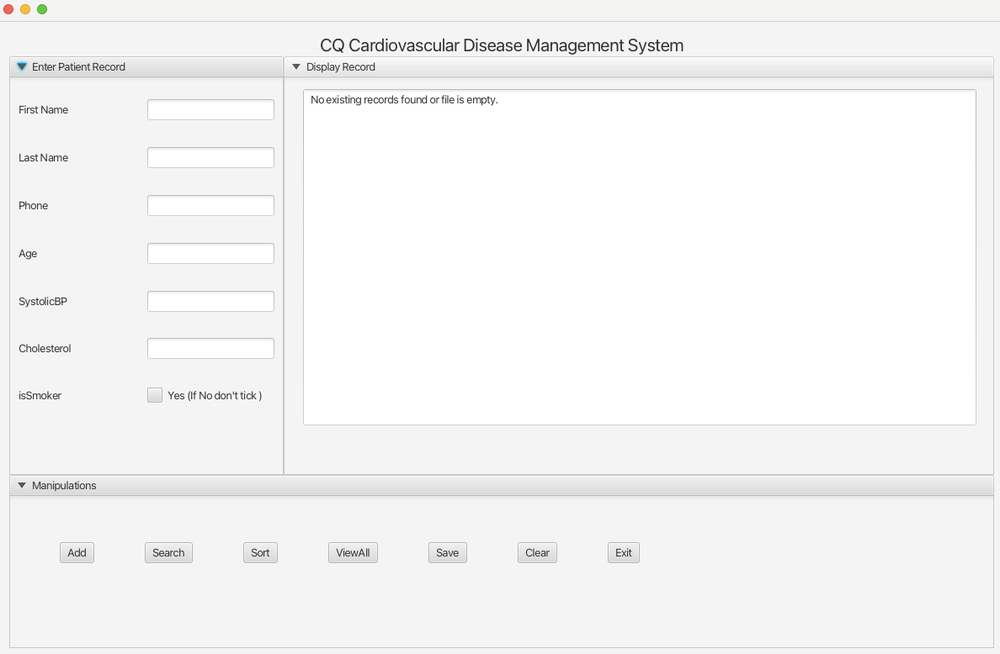 CQ Cardiovascular Disease Management System
Enter Patient Record
Display Record
First Name
Last Name
Phone
Age
SystolicBP
Cholesterol
isSmoker
Yes (If No don't tick )
No existing records found or file is empty.
Manipulations
Add
Search
Sort
ViewAll
Save
Clear
Exit